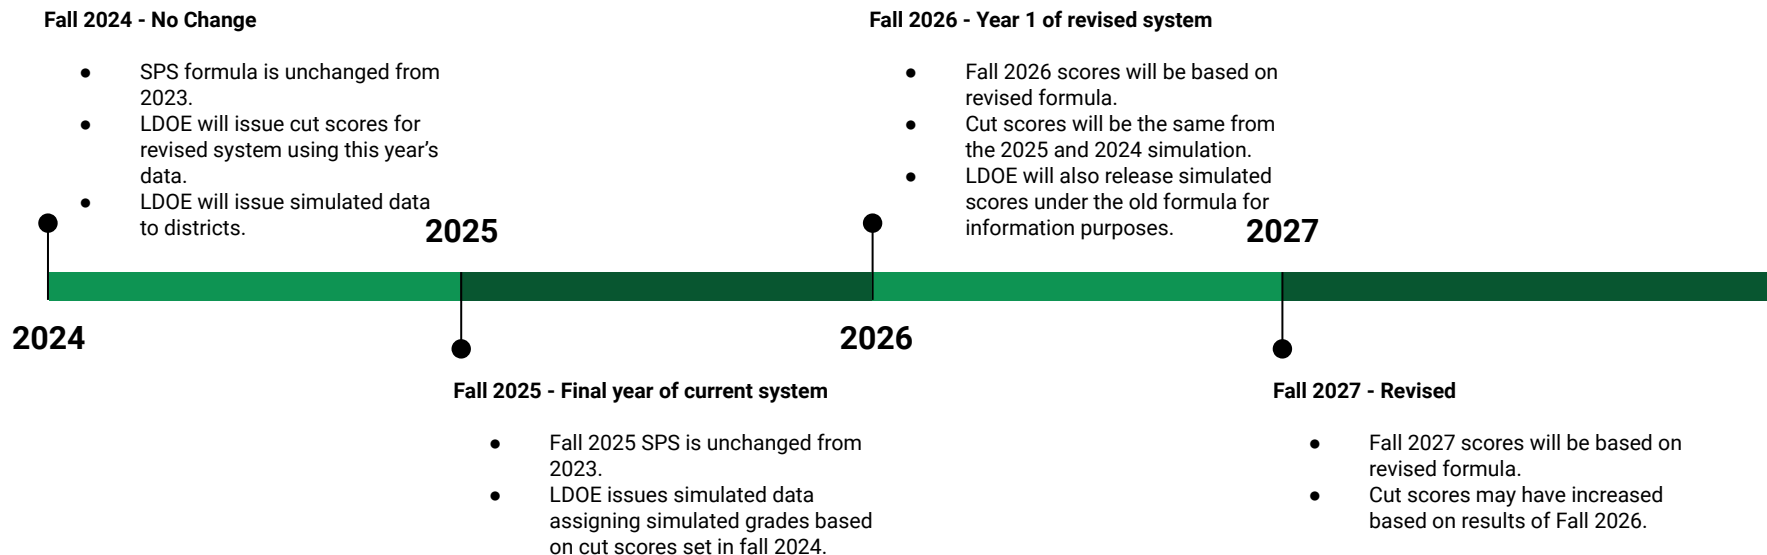 Fall 2024 - No Change
● SPS formula is unchanged from
2023.
● LDOE will issue cut scores for
revised system using this year’s
data.
● LDOE will issue simulated data
to districts.
2024
2025
Fall 2025 - Final year of current system
● Fall 2025 SPS is unchanged from
2023.
● LDOE issues simulated data
assigning simulated grades based
on cut scores set in fall 2024.
Fall 2026 - Year 1 of revised system
● Fall 2026 scores will be based on
revised formula.
● Cut scores will be the same from
the 2025 and 2024 simulation.
● LDOE will also release simulated
scores under the old formula for
information purposes.
2026
2027
Fall 2027 - Revised
● Fall 2027 scores will be based on
revised formula.
● Cut scores may have increased
based on results of Fall 2026.